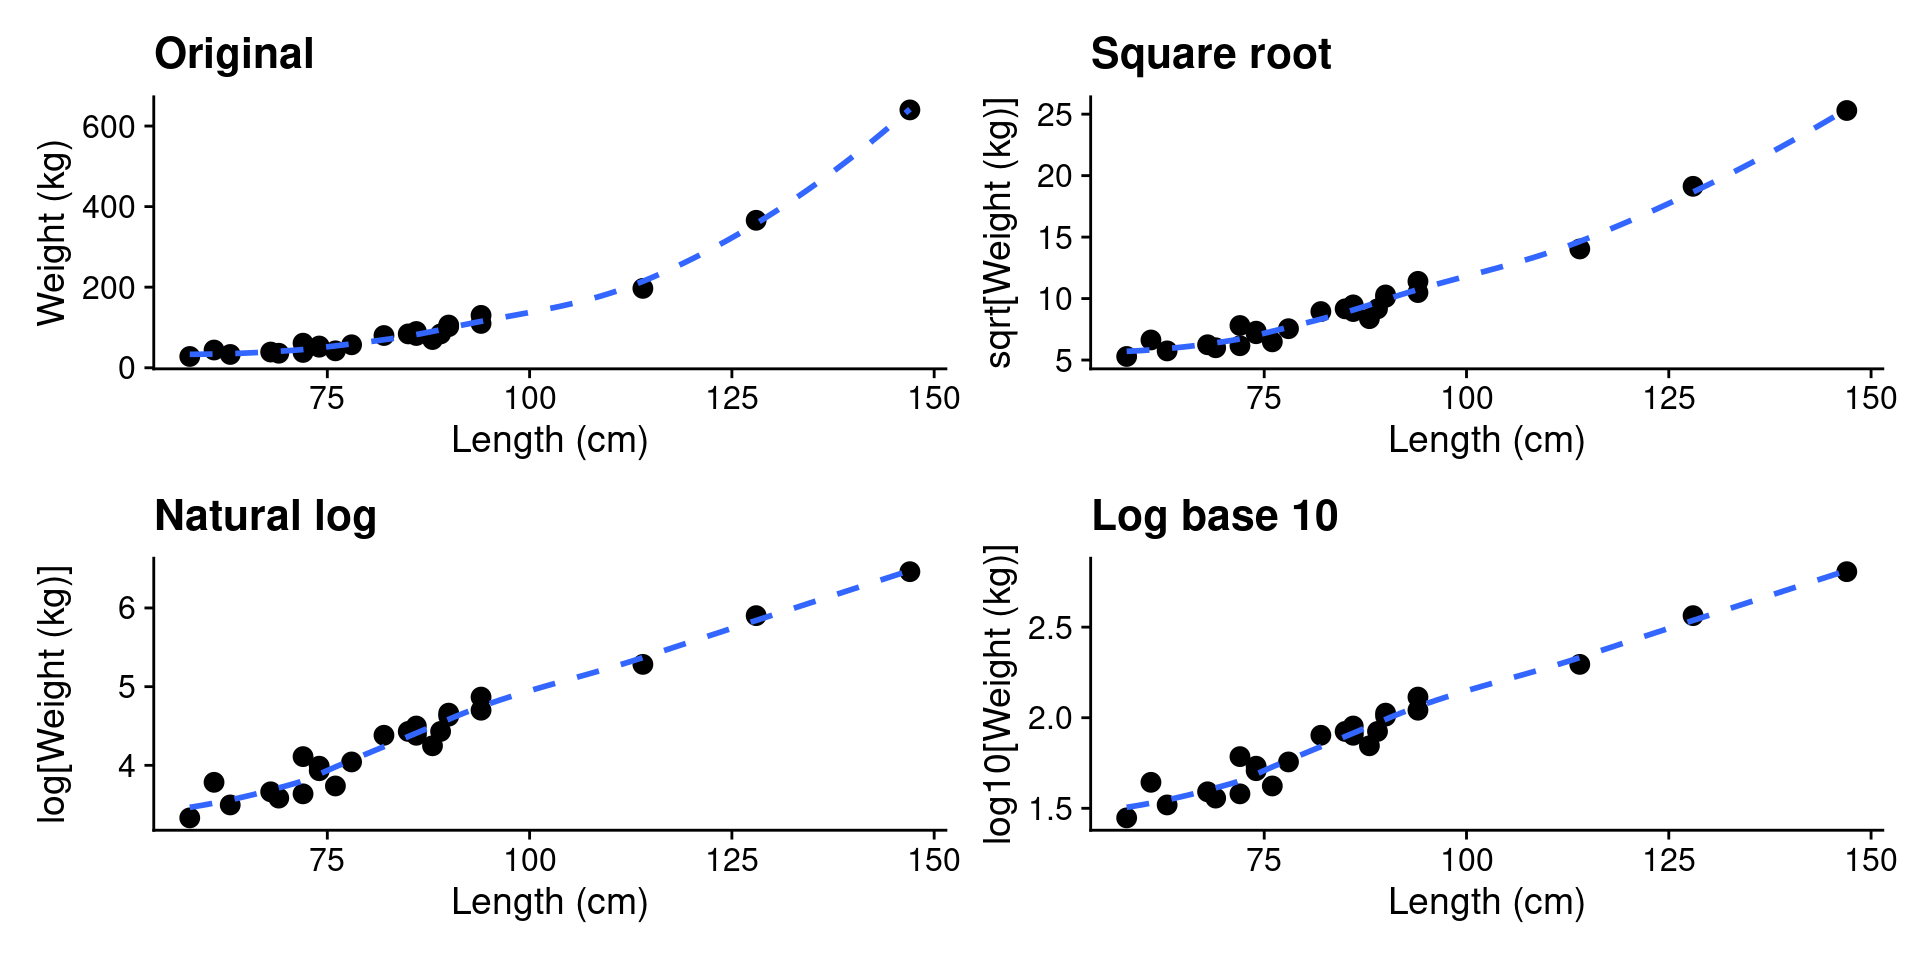 Original
Weight (kg)
600
400
200
0
75 100 125 150
Length (cm)
Square root
sqrt[Weight (kg)]
25
20
15
10
5
75 100 125 150
Length (cm)
Natural log
log[Weight (kg)]
6
5
4
75 100 125 150
Length (cm)
Log base 10
log10[Weight (kg)]
2.5
2.0
1.5
75 100 125 150
Length (cm)